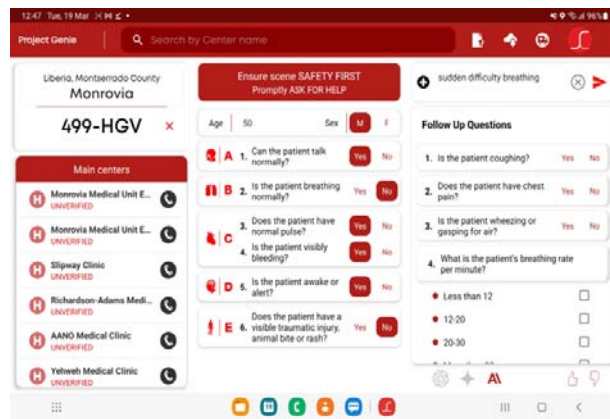 12:47 Tue, 19 Mar
96%
Project Genie
Search by Center name
Liberia, Montserrado County
Monrovia
499-HGV
Main centers
H Monrovia Medical Unit E...
UNVERIFIED
H Monrovia Medical Unit E...
UNVERIFIED
H Slipway Clinic
UNVERIFIED
H Richardson-Adams Medi...
UNVERIFIED
H AANO Medical Clinic
UNVERIFIED
H Yehweh Medical Clinic
UNVERIFIED
Ensure scene SAFETY FIRST
Promptly ASK FOR HELP
Age 50 Sex M F
A 1. Can the patient talk
normally? Yes No
B 2. Is the patient breathing
normally? Yes No
C
3. Does the patient have
normal pulse? Yes No
4. Is the patient visibly
bleeding? Yes No
D 5. Is the patient awake or
alert? Yes No
E 6. Does the patient have a
visible traumatic injury,
animal bite or rash? Yes No
sudden difficulty breathing
Follow Up Questions
1. Is the patient coughing? Yes No
2. Does the patient have chest
pain? Yes No
3. Is the patient wheezing or
gasping for air? Yes No
4. What is the patient's breathing rate
per minute?
Less than 12
12-20
20-30